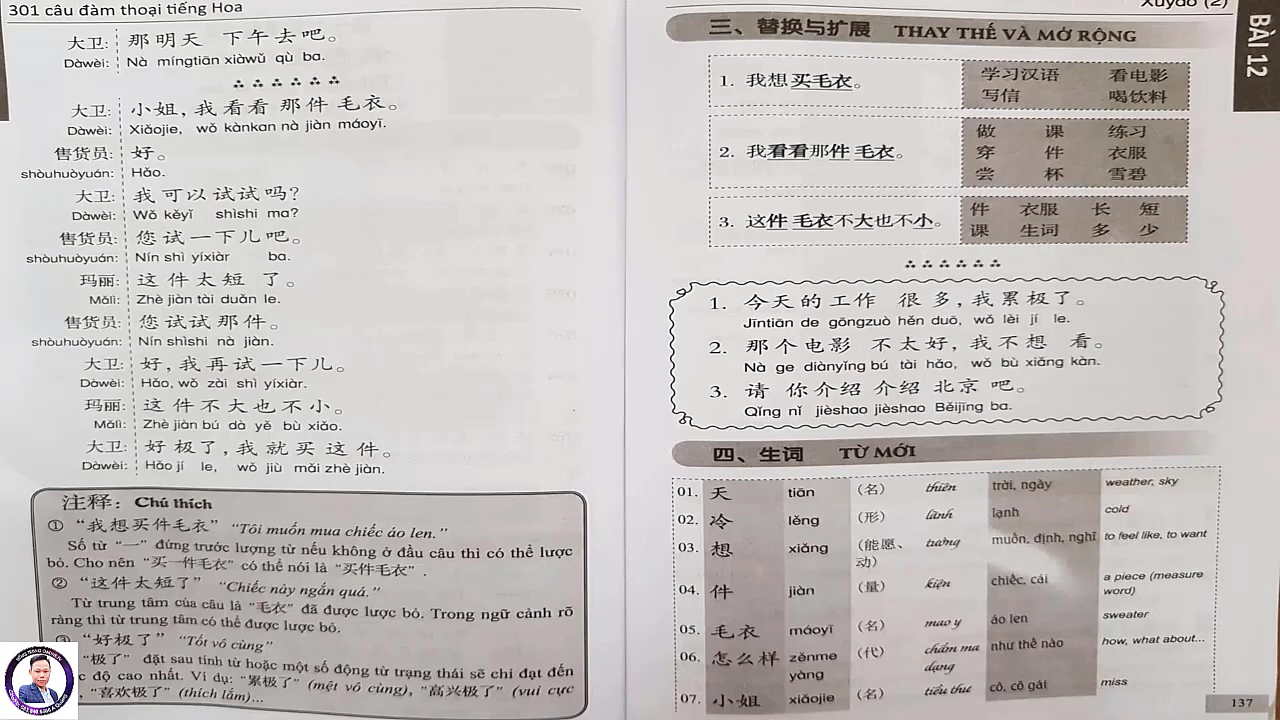 301 câu đàm thoại tiếng Hoa
大卫: 那明天 下午去吧。
Dàwèi: Nà míngtiān xiàwǔ qù ba.
大卫: 小姐, 我看看那件毛衣。
Dàwèi: Xiǎojie, wǒ kànkan nà jiàn máoyī.
售货员: 好。
shòuhuòyuán: Hǎo.
大卫: 我可以试试吗?
Dàwèi: Wǒ kěyǐ shìshi ma?
售货员: 您试一下儿吧。
shòuhuòyuán: Nín shì yíxiàr ba.
玛丽: 这件太短了。
Mǎlì: Zhè jiàn tài duǎn le.
售货员: 您试试那件。
shòuhuòyuán: Nín shìshi nà jiàn.
大卫: 好, 我再试一下儿。
Dàwèi: Hǎo, wǒ zài shì yíxiàr.
玛丽: 这件不大也不小。
Mǎlì: Zhè jiàn bú dà yě bù xiǎo.
大卫: 好极了, 我就买这件。
Dàwèi: Hǎo jí le, wǒ jiù mǎi zhè jiàn.
注释: Chú thích
① “我想买件毛衣” “Tôi muốn mua chiếc áo len.”
Số từ “一” đứng trước lượng từ nếu không ở đầu câu thì có thể lược
bỏ. Cho nên “买一件毛衣” có thể nói là “买件毛衣” .
② “这件太短了” “Chiếc này ngắn quá.”
Từ trung tâm của câu là “毛衣” đã được lược bỏ. Trong ngữ cảnh rõ
ràng thì từ trung tâm có thể được lược bỏ.
③ “好极了” “Tốt vô cùng”
“极了” đặt sau tính từ hoặc một số động từ trạng thái sẽ chỉ đạt đến
độ cao nhất. Ví dụ: “累极了” (mệt vô cùng), “高兴极了” (vui cực
“喜欢极了” (thích lắm)...
Xūyào (2)
BÀI 12
三、替换与扩展 THAY THẾ VÀ MỞ RỘNG
1. 我想买毛衣。 学习汉语 看电影
写信 喝饮料
2. 我看看那件毛衣。 做 课 练习
穿 件 衣服
尝 杯 雪碧
3. 这件毛衣不大也不小。 件 衣服 长 短
课 生词 多 少
1. 今天的工作 很多, 我累极了。
Jīntiān de gōngzuò hěn duō, wǒ lèi jí le.
2. 那个电影 不太好, 我不想 看。
Nà ge diànyǐng bú tài hǎo, wǒ bù xiǎng kàn.
3. 请 你介绍 介绍 北京 吧。
Qǐng nǐ jièshao jièshao Běijīng ba.
四、生词 TỪ MỚI
01. 天 tiān (名) thiên trời, ngày weather, sky
02. 冷 lěng (形) lãnh lạnh cold
03. 想 xiǎng (能愿、动) tưởng muốn, định, nghĩ to feel like, to want
04. 件 jiàn (量) kiện chiếc, cái a piece (measure word)
05. 毛衣 máoyī (名) mao y áo len sweater
06. 怎么样 zěnme yàng (代) chẩm ma dạng như thế nào how, what about...
07. 小姐 xiǎojie (名) tiểu thư cô, cô gái miss
137